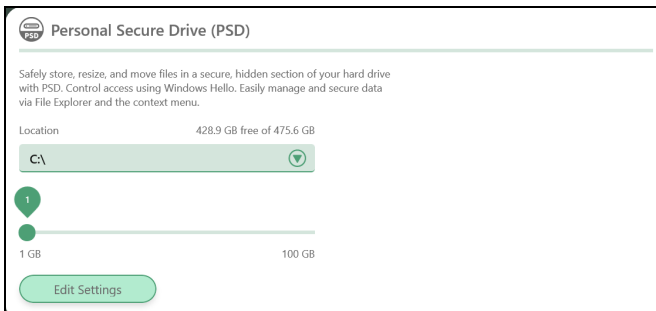 PSD
Personal Secure Drive (PSD)
Safely store, resize, and move files in a secure, hidden section of your hard drive
with PSD. Control access using Windows Hello. Easily manage and secure data
via File Explorer and the context menu.
Location 428.9 GB free of 475.6 GB
C:\
1
1 GB 100 GB
Edit Settings